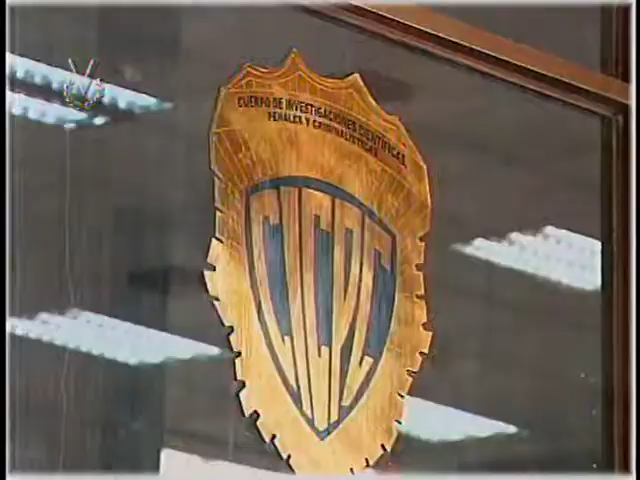 CUERPO DE INVESTIGACIONES CIENTIFICAS,
PENALES Y CRIMINALISTICAS
CICPC